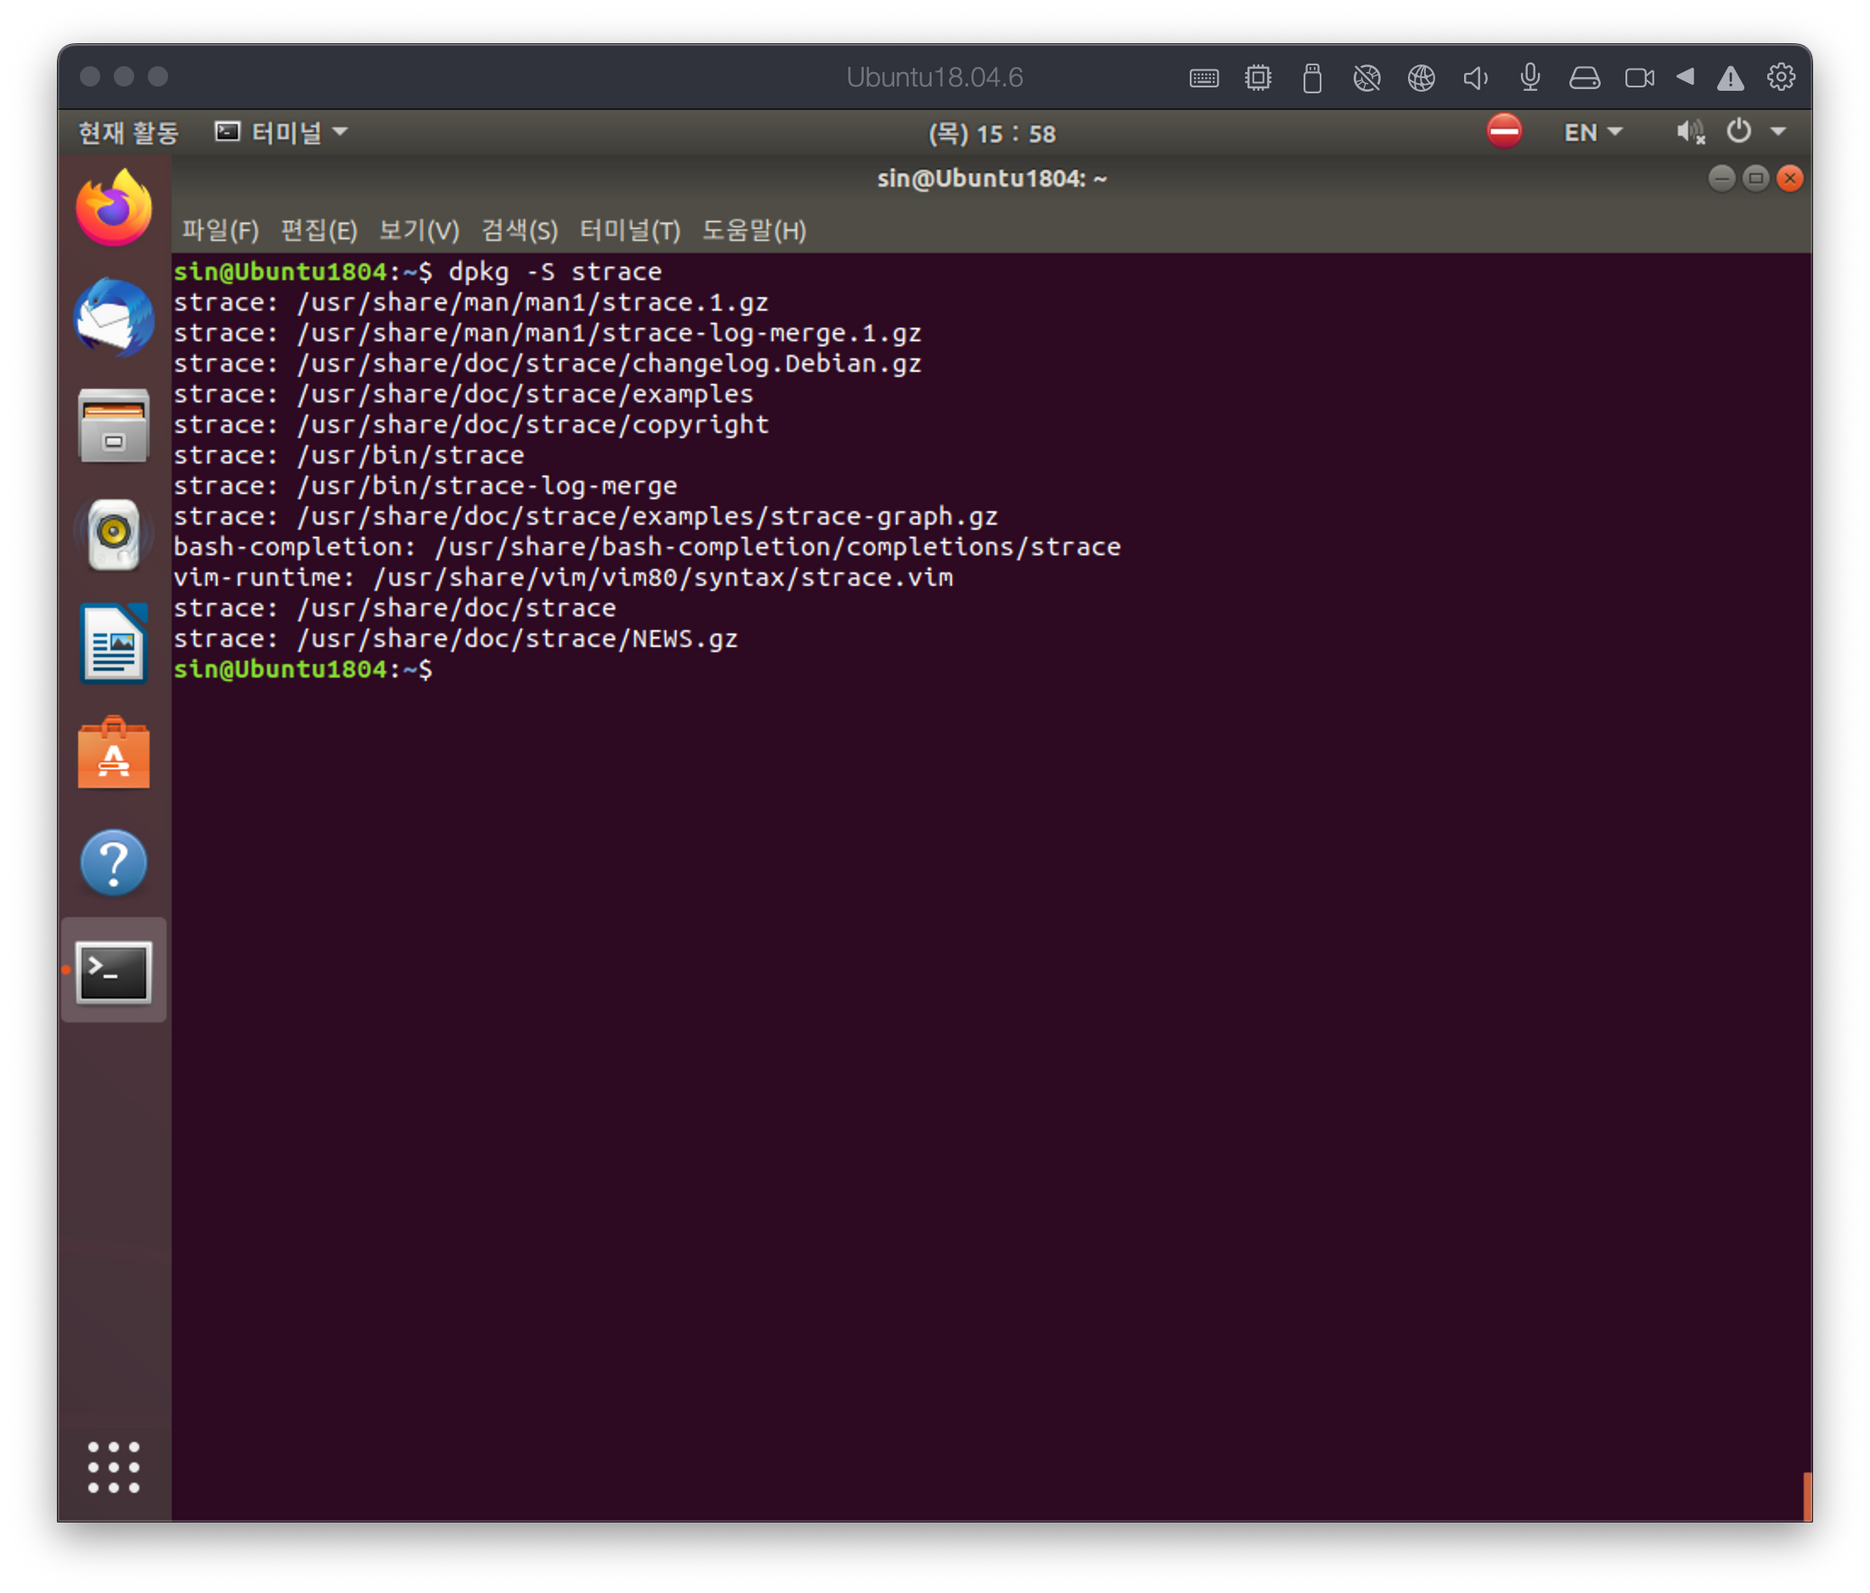 Ubuntu18.04.6
현재 활동 터미널 (목) 15 : 58 EN
sin@Ubuntu1804: ~
파일(F) 편집(E) 보기(V) 검색(S) 터미널(T) 도움말(H)
sin@Ubuntu1804:~$ dpkg -S strace
strace: /usr/share/man/man1/strace.1.gz
strace: /usr/share/man/man1/strace-log-merge.1.gz
strace: /usr/share/doc/strace/changelog.Debian.gz
strace: /usr/share/doc/strace/examples
strace: /usr/share/doc/strace/copyright
strace: /usr/bin/strace
strace: /usr/bin/strace-log-merge
strace: /usr/share/doc/strace/examples/strace-graph.gz
bash-completion: /usr/share/bash-completion/completions/strace
vim-runtime: /usr/share/vim/vim80/syntax/strace.vim
strace: /usr/share/doc/strace
strace: /usr/share/doc/strace/NEWS.gz
sin@Ubuntu1804:~$